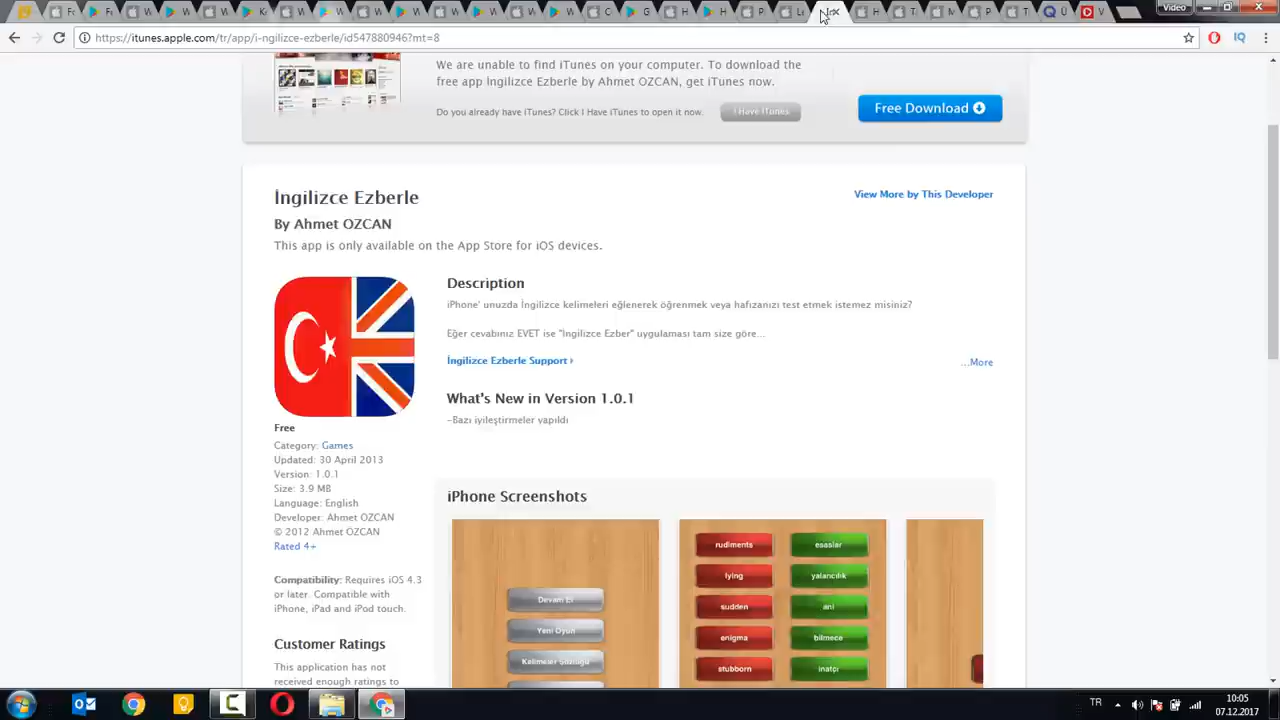 Video
https://itunes.apple.com/tr/app/i-ngilizce-ezberle/id547880946?mt=8
We are unable to find iTunes on your computer. To download the
free app İngilizce Ezberle by Ahmet OZCAN, get iTunes now.
Do you already have iTunes? Click I Have iTunes to open it now.
I Have iTunes
Free Download
İngilizce Ezberle
View More by This Developer
By Ahmet OZCAN
This app is only available on the App Store for iOS devices.
Description
iPhone' unuzda İngilizce kelimeleri eğlenerek öğrenmek veya hafızanızı test etmek istemez misiniz?
Eğer cevabınız EVET ise "İngilizce Ezber" uygulaması tam size göre...
İngilizce Ezberle Support
...More
What's New in Version 1.0.1
-Bazı iyileştirmeler yapıldı
Free
Category: Games
Updated: 30 April 2013
Version: 1.0.1
Size: 3.9 MB
Language: English
Developer: Ahmet OZCAN
© 2012 Ahmet OZCAN
Rated 4+
Compatibility: Requires iOS 4.3
or later. Compatible with
iPhone, iPad and iPod touch.
Customer Ratings
This application has not
received enough ratings to
iPhone Screenshots
Devam Et
Yeni Oyun
Kelimeler Sözlüğü
rudiments esaslar
lying yalancılık
sudden ani
enigma bilmece
stubborn inatçı
TR
10:05
07.12.2017